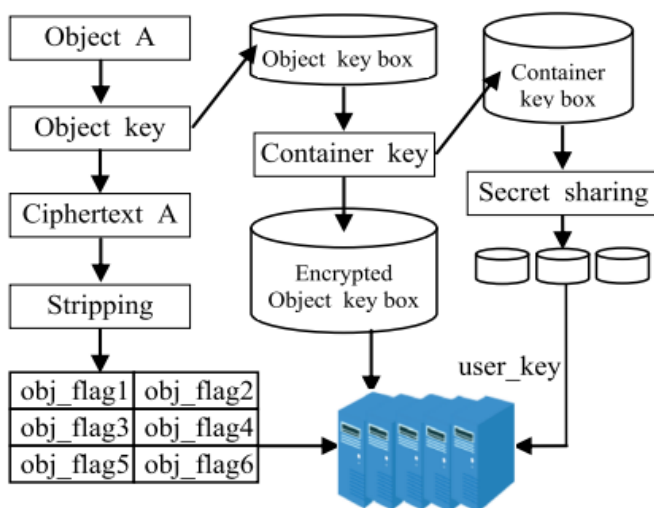 Object A
Object key
Ciphertext A
Stripping
obj_flag1 obj_flag2
obj_flag3 obj_flag4
obj_flag5 obj_flag6
Object key box
Container key
Encrypted
Object key box
Container
key box
Secret sharing
user_key